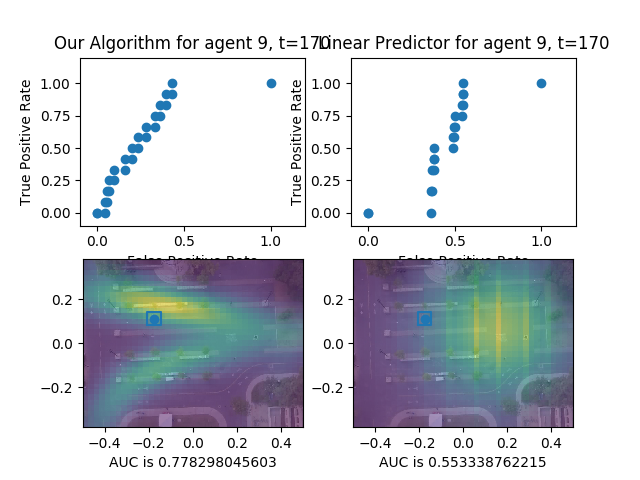 Our Algorithm for agent 9, t=170
Linear Predictor for agent 9, t=170
True Positive Rate
1.00
0.75
0.50
0.25
0.00
0.0 0.5 1.0
False Positive Rate
True Positive Rate
1.00
0.75
0.50
0.25
0.00
0.0 0.5 1.0
False Positive Rate
0.2
0.0
−0.2
−0.4 −0.2 0.0 0.2 0.4
AUC is 0.778298045603
0.2
0.0
−0.2
−0.4 −0.2 0.0 0.2 0.4
AUC is 0.553338762215